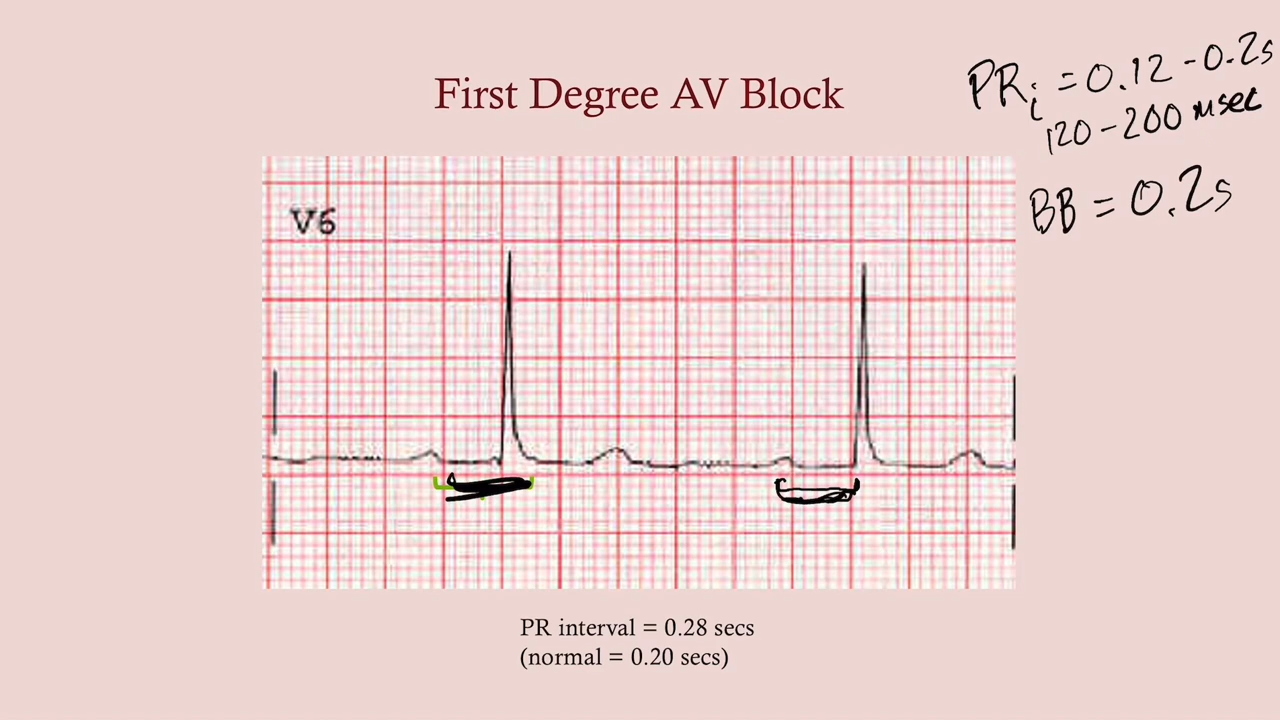 First Degree AV Block
PRi = 0.12 - 0.2s
120 - 200 msec
BB = 0.2s
V6
PR interval = 0.28 secs
(normal = 0.20 secs)